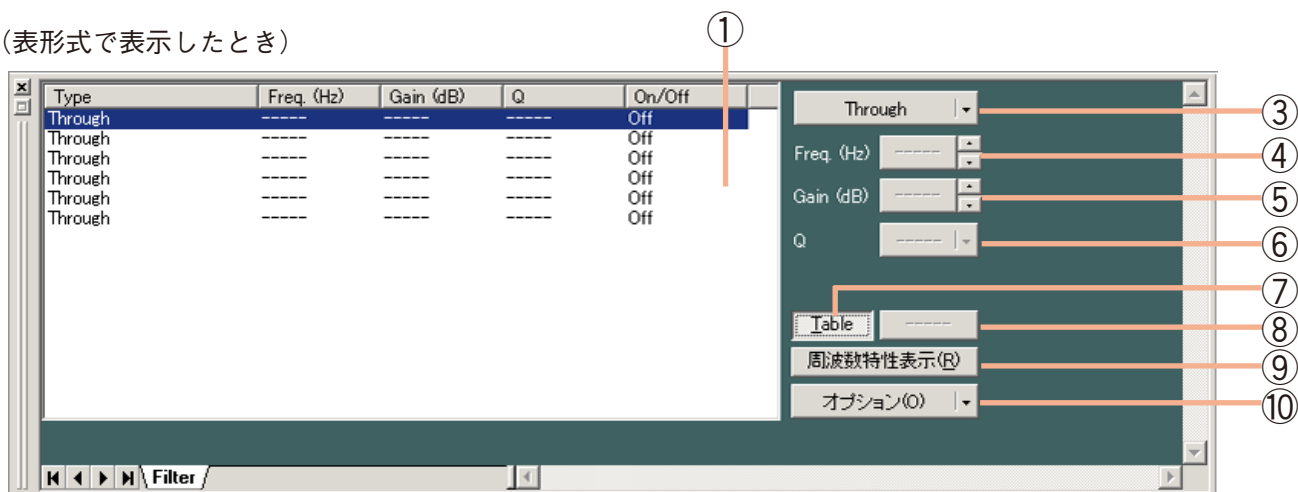 ①
(表形式で表示したとき)
Type Freq. (Hz) Gain (dB) Q On/Off
Through ----- ----- ----- Off
Through ----- ----- ----- Off
Through ----- ----- ----- Off
Through ----- ----- ----- Off
Through ----- ----- ----- Off
Through ----- ----- ----- Off
Through ③
Freq. (Hz) ----- ④
Gain (dB) ----- ⑤
Q ----- ⑥
⑦
Table ----- ⑧
周波数特性表示(R) ⑨
オプション(O) ⑩
Filter